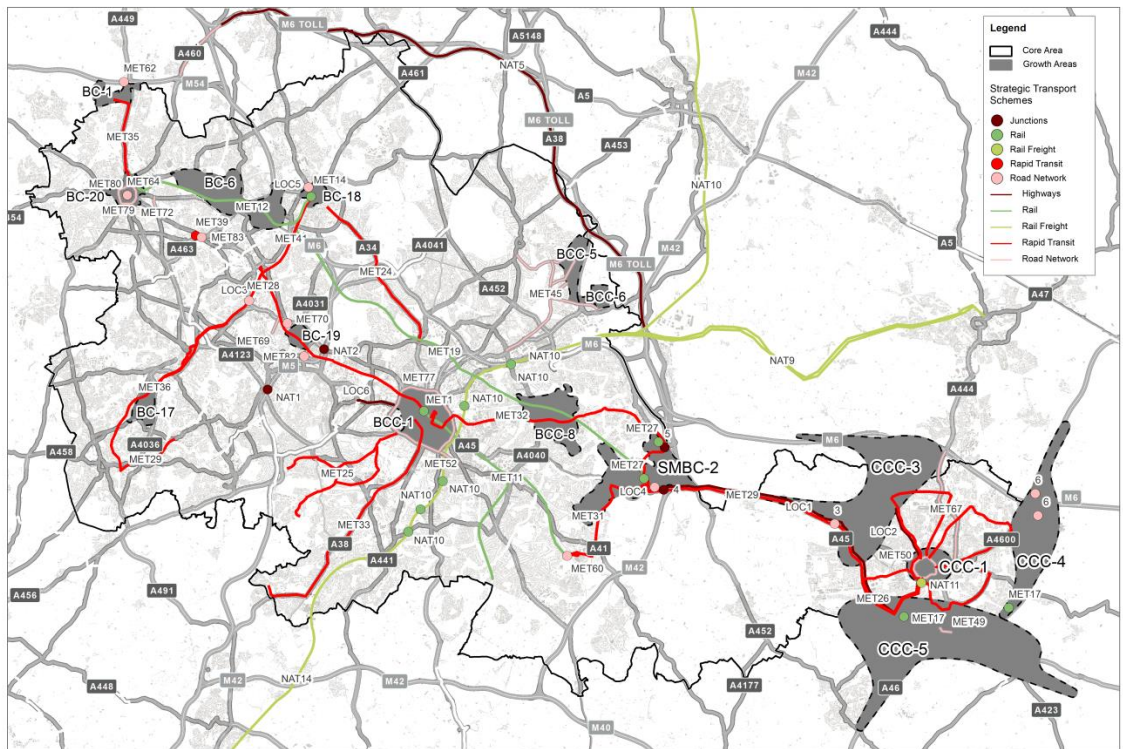 A449
M6 TOLL
A5148
A444
A460
MET62
M54
A461
NAT5
M42
A5
BC-1
M6 TOLL
A38
A453
MET35
NAT10
MET80
MET64
BC-6
LOC5
MET14
BC-20
BC-18
MET79
MET72
MET12
454
MET39
MET41
A463
MET83
M6
A34
A4041
BCC-5
M42
A5
MET24
M6 TOLL
MET28
LOC3
A452
MET45
BCC-6
A47
A4031
MET70
BC-19
MET69
NAT2
MET19
NAT10
M6
A4123
MET82
M5
NAT10
NAT9
MET77
MET36
NAT1
LOC6
MET1
NAT10
A444
BC-17
BCC-1
MET32
BCC-8
MET27
5
A458
A4036
A45
M6
MET29
MET52
A4040
MET27
SMBC-2
CCC-3
MET25
MET11
LOC4
4
MET29
6
NAT10
MET67
6
M6
MET33
MET31
LOC1
3
LOC2
A38
NAT10
A41
A45
A4600
MET50
A441
MET60
M42
CCC-1
CCC-4
A456
A491
NAT11
MET26
MET17
MET17
MET49
A452
CCC-5
NAT14
A448
M42
M42
A4177
A46
M40
A423
Legend
Core Area
Growth Areas
Strategic Transport
Schemes
Junctions
Rail
Rail Freight
Rapid Transit
Road Network
Highways
Rail
Rail Freight
Rapid Transit
Road Network